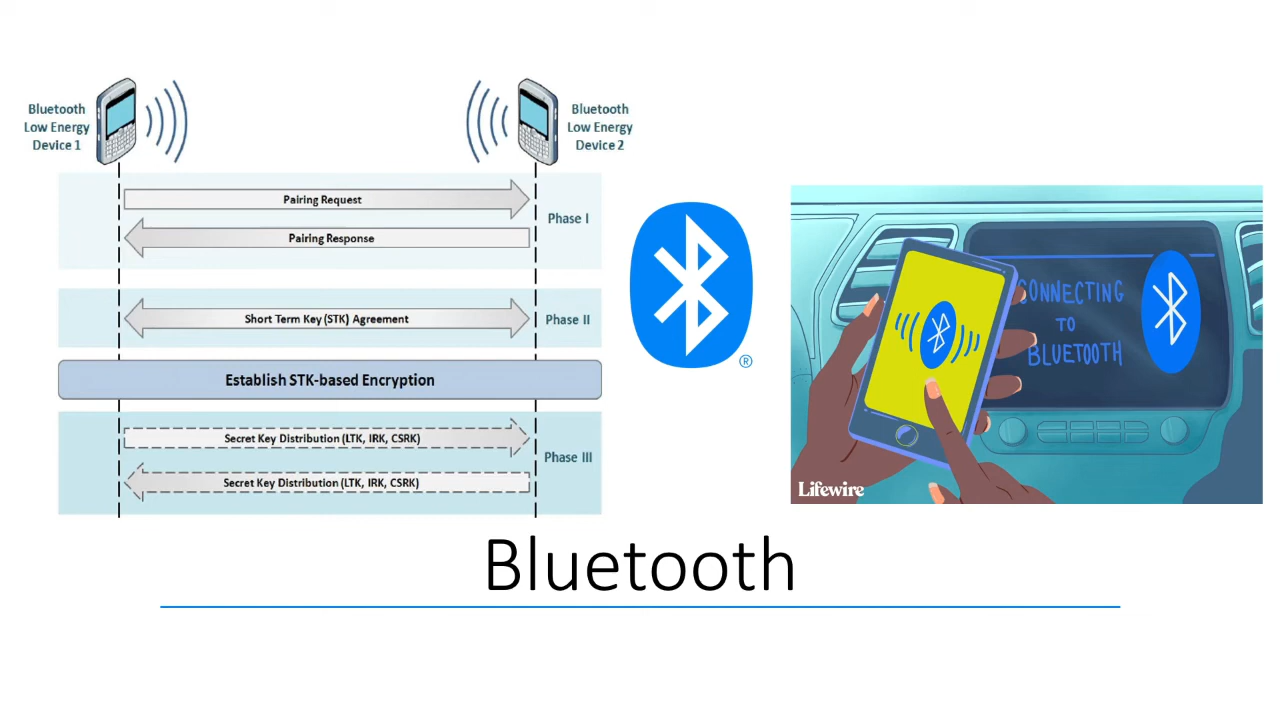 Bluetooth
Low Energy
Device 1
Bluetooth
Low Energy
Device 2
Pairing Request
Phase I
Pairing Response
Short Term Key (STK) Agreement
Phase II
Establish STK-based Encryption
Secret Key Distribution (LTK, IRK, CSRK)
Phase III
Secret Key Distribution (LTK, IRK, CSRK)
®
CONNECTING
TO
BLUETOOTH
Lifewire
Bluetooth